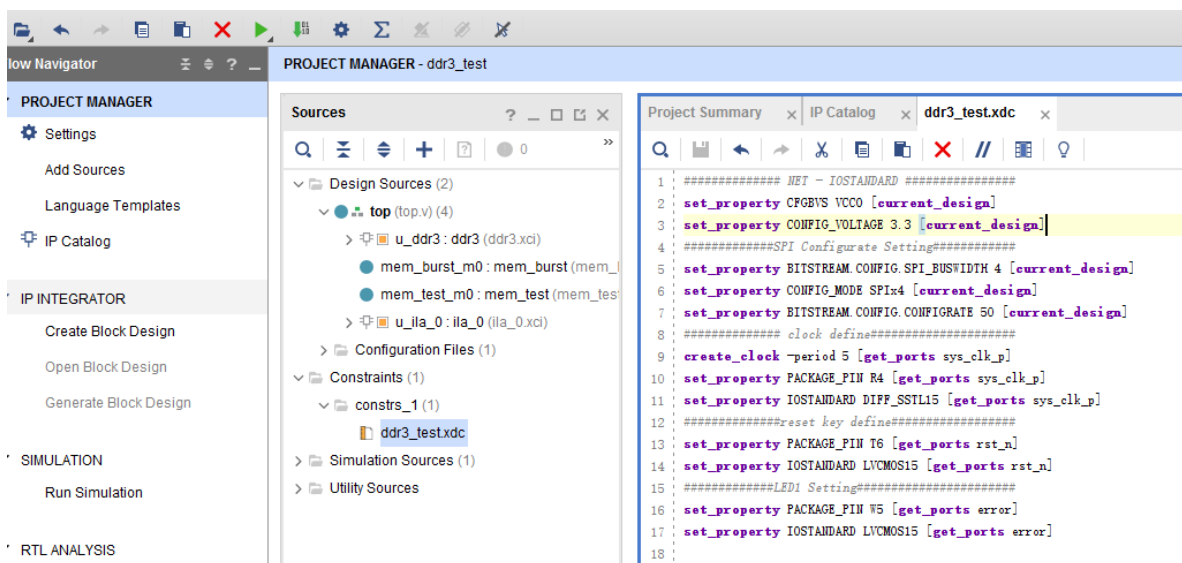 low Navigator
?
PROJECT MANAGER - ddr3_test
PROJECT MANAGER
Settings
Add Sources
Language Templates
IP Catalog
IP INTEGRATOR
Create Block Design
Open Block Design
Generate Block Design
SIMULATION
Run Simulation
RTL ANALYSIS
Sources
?
0
Design Sources (2)
top (top.v) (4)
u_ddr3 : ddr3 (ddr3.xci)
mem_burst_m0 : mem_burst (mem_
mem_test_m0 : mem_test (mem_tes
u_ila_0 : ila_0 (ila_0.xci)
Configuration Files (1)
Constraints (1)
constrs_1 (1)
ddr3_test.xdc
Simulation Sources (1)
Utility Sources
Project Summary
IP Catalog
ddr3_test.xdc
1 ############## NET - IOSTANDARD ################
2 set_property CFGBVS VCCO [current_design]
3 set_property CONFIG_VOLTAGE 3.3 [current_design]
4 #############SPI Configurate Setting############
5 set_property BITSTREAM.CONFIG.SPI_BUSWIDTH 4 [current_design]
6 set_property CONFIG_MODE SPIx4 [current_design]
7 set_property BITSTREAM.CONFIG.CONFIGRATE 50 [current_design]
8 ############## clock define#####################
9 create_clock -period 5 [get_ports sys_clk_p]
10 set_property PACKAGE_PIN R4 [get_ports sys_clk_p]
11 set_property IOSTANDARD DIFF_SSTL15 [get_ports sys_clk_p]
12 ##############reset key define##################
13 set_property PACKAGE_PIN T6 [get_ports rst_n]
14 set_property IOSTANDARD LVCMOS15 [get_ports rst_n]
15 #############LED1 Setting#######################
16 set_property PACKAGE_PIN W5 [get_ports error]
17 set_property IOSTANDARD LVCMOS15 [get_ports error]
18